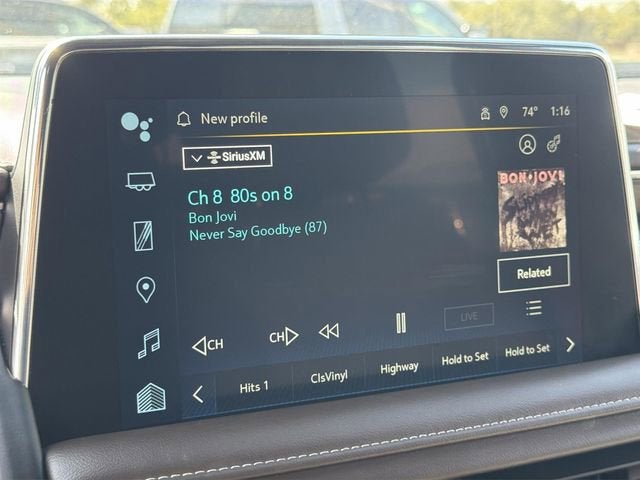 New profile
74° 1:16
SiriusXM
Ch 8 80s on 8
Bon Jovi
Never Say Goodbye (87)
BON JOVI
Related
CH
CH
LIVE
Hits 1
ClsVinyl
Highway
Hold to Set
Hold to Set